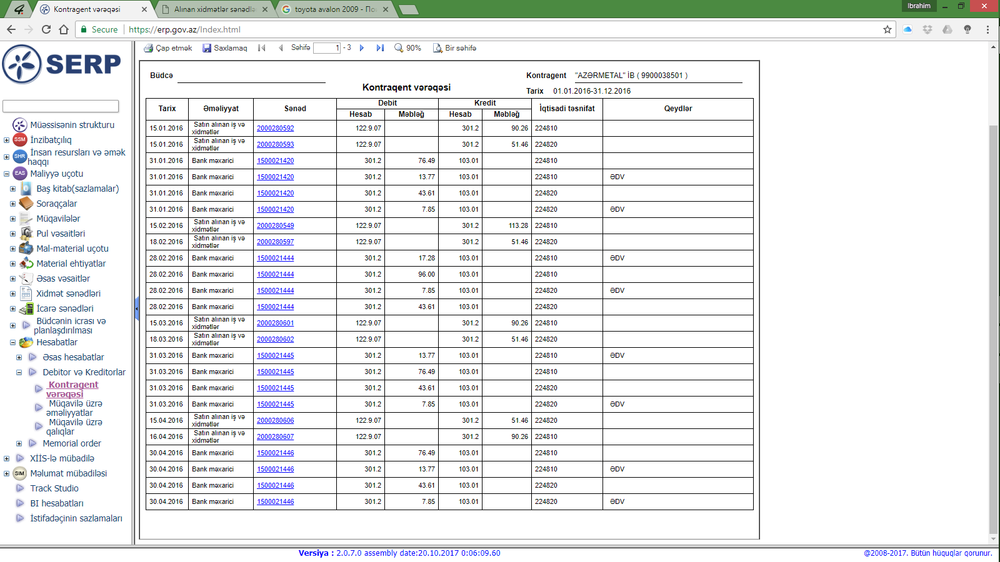 Kontragent vərəqəsi
Alınan xidmətlər sənədlə
toyota avalon 2009 - По
Ibrahim
Secure
https://erp.gov.az/Index.html
SERP
Müəssisənin strukturu
SSM İnzibatçılıq
SHR İnsan resursları və əmək
haqqı
EAS Maliyyə uçotu
Baş kitab(sazlamalar)
Soraqçalar
Müqavilələr
Pul vəsaitləri
Mal-material uçotu
Material ehtiyatlar
Əsas vəsaitlər
Xidmət sənədləri
İcarə sənədləri
Büdcənin icrası və
planlaşdırılması
Hesabatlar
Əsas hesabatlar
Debitor və Kreditorlar
Kontragent
vərəqəsi
Müqavilə üzrə
əməliyyatlar
Müqavilə üzrə
qalıqlar
Memorial order
XİİS-lə mübadilə
SIM Məlumat mübadiləsi
Track Studio
BI hesabatları
İstifadəçinin sazlamaları
Çap etmək Saxlamaq Səhifə 1 - 3 90% Bir səhifə
Büdcə
Kontraqent vərəqəsi
Kontragent "AZƏRMETAL" İB ( 9900038501 )
Tarix 01.01.2016-31.12.2016
Tarix Əməliyyat Sənəd Debit Kredit İqtisadi təsnifat Qeydlər
Hesab Məbləğ Hesab Məbləğ
15.01.2016 Satın alınan iş və xidmətlər 2000280592 122.9.07 301.2 90.26 224810
15.01.2016 Satın alınan iş və xidmətlər 2000280593 122.9.07 301.2 51.46 224820
31.01.2016 Bank məxarici 1500021420 301.2 76.49 103.01 224810
31.01.2016 Bank məxarici 1500021420 301.2 13.77 103.01 224810 ƏDV
31.01.2016 Bank məxarici 1500021420 301.2 43.61 103.01 224820
31.01.2016 Bank məxarici 1500021420 301.2 7.85 103.01 224820 ƏDV
15.02.2016 Satın alınan iş və xidmətlər 2000280549 122.9.07 301.2 113.28 224810
18.02.2016 Satın alınan iş və xidmətlər 2000280597 122.9.07 301.2 51.46 224820
28.02.2016 Bank məxarici 1500021444 301.2 17.28 103.01 224810 ƏDV
28.02.2016 Bank məxarici 1500021444 301.2 96.00 103.01 224810
28.02.2016 Bank məxarici 1500021444 301.2 7.85 103.01 224820 ƏDV
28.02.2016 Bank məxarici 1500021444 301.2 43.61 103.01 224820
15.03.2016 Satın alınan iş və xidmətlər 2000280601 122.9.07 301.2 90.26 224810
18.03.2016 Satın alınan iş və xidmətlər 2000280602 122.9.07 301.2 51.46 224820
31.03.2016 Bank məxarici 1500021445 301.2 13.77 103.01 224810 ƏDV
31.03.2016 Bank məxarici 1500021445 301.2 76.49 103.01 224810
31.03.2016 Bank məxarici 1500021445 301.2 43.61 103.01 224820
31.03.2016 Bank məxarici 1500021445 301.2 7.85 103.01 224820 ƏDV
15.04.2016 Satın alınan iş və xidmətlər 2000280606 122.9.07 301.2 51.46 224820
16.04.2016 Satın alınan iş və xidmətlər 2000280607 122.9.07 301.2 90.26 224810
30.04.2016 Bank məxarici 1500021446 301.2 76.49 103.01 224810
30.04.2016 Bank məxarici 1500021446 301.2 13.77 103.01 224810 ƏDV
30.04.2016 Bank məxarici 1500021446 301.2 43.61 103.01 224820
30.04.2016 Bank məxarici 1500021446 301.2 7.85 103.01 224820 ƏDV
Versiya : 2.0.7.0 assembly date:20.10.2017 0:06:09.60
@2008-2017. Bütün hüquqlar qorunur.